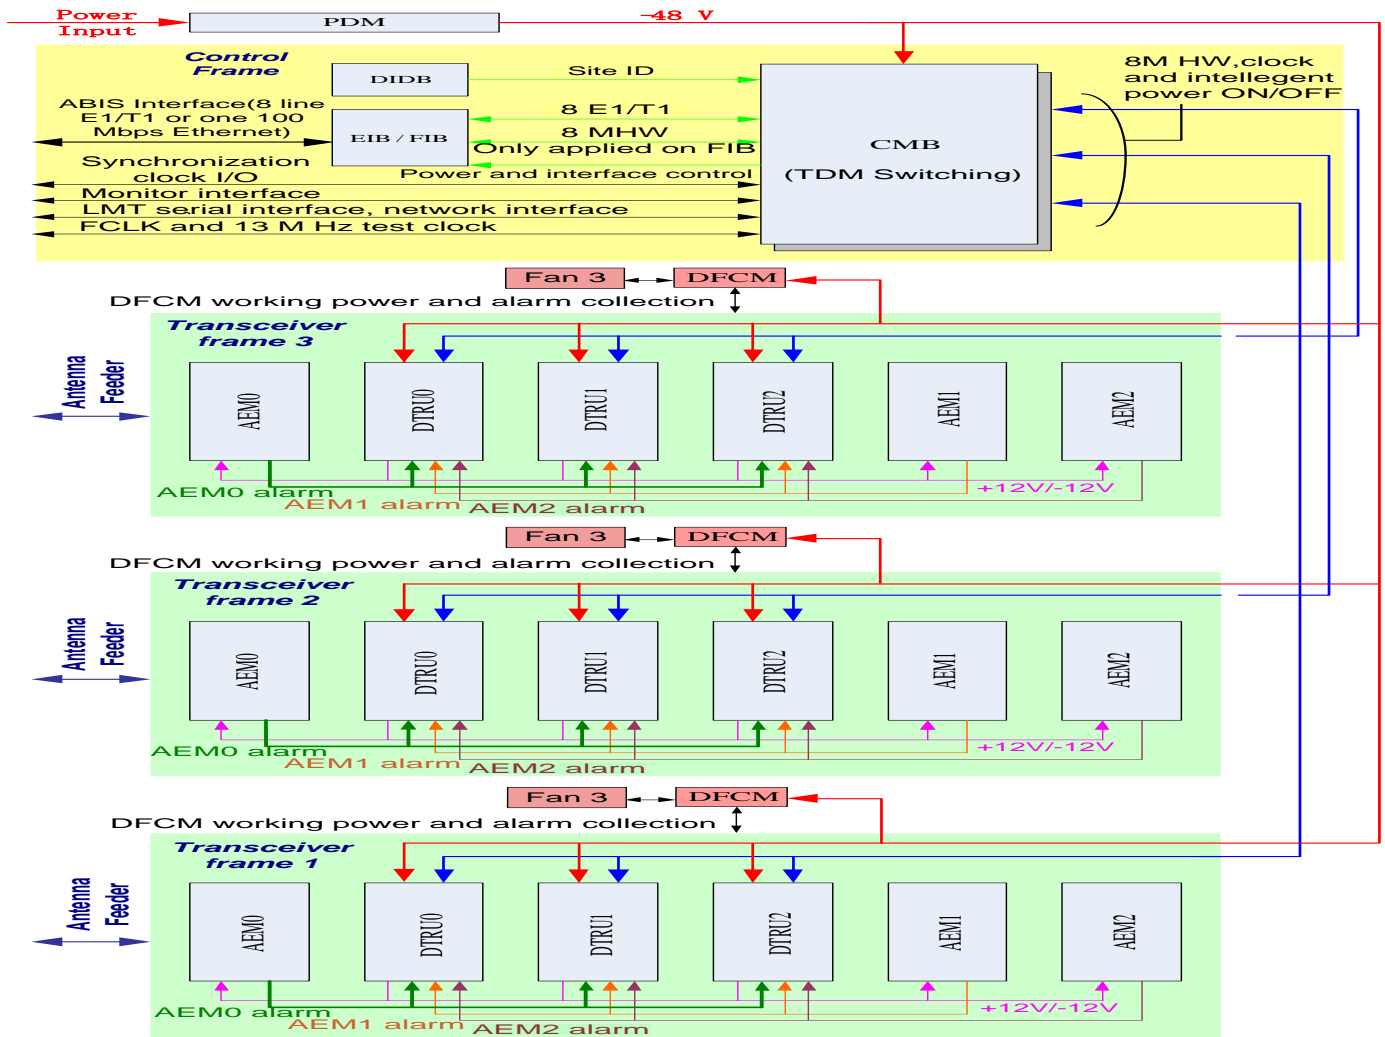 Power
Input
PDM
-48 V
Control
Frame
DIDB
Site ID
8M HW,clock
and intellegent
power ON/OFF
ABIS Interface(8 line
E1/T1 or one 100
Mbps Ethernet)
EIB / FIB
8 E1/T1
8 MHW
Only applied on FIB
Power and interface control
CMB
(TDM Switching)
Synchronization
clock I/O
Monitor interface
LMT serial interface, network interface
FCLK and 13 M Hz test clock
Fan 3
DFCM
DFCM working power and alarm collection
Transceiver
frame 3
Antenna
Feeder
AEM0
DTRU0
DTRU1
DTRU2
AEM1
AEM2
AEM0 alarm
AEM1 alarm
AEM2 alarm
+12V/-12V
Fan 3
DFCM
DFCM working power and alarm collection
Transceiver
frame 2
Antenna
Feeder
AEM0
DTRU0
DTRU1
DTRU2
AEM1
AEM2
AEM0 alarm
AEM1 alarm
AEM2 alarm
+12V/-12V
Fan 3
DFCM
DFCM working power and alarm collection
Transceiver
frame 1
Antenna
Feeder
AEM0
DTRU0
DTRU1
DTRU2
AEM1
AEM2
AEM0 alarm
AEM1 alarm
AEM2 alarm
+12V/-12V